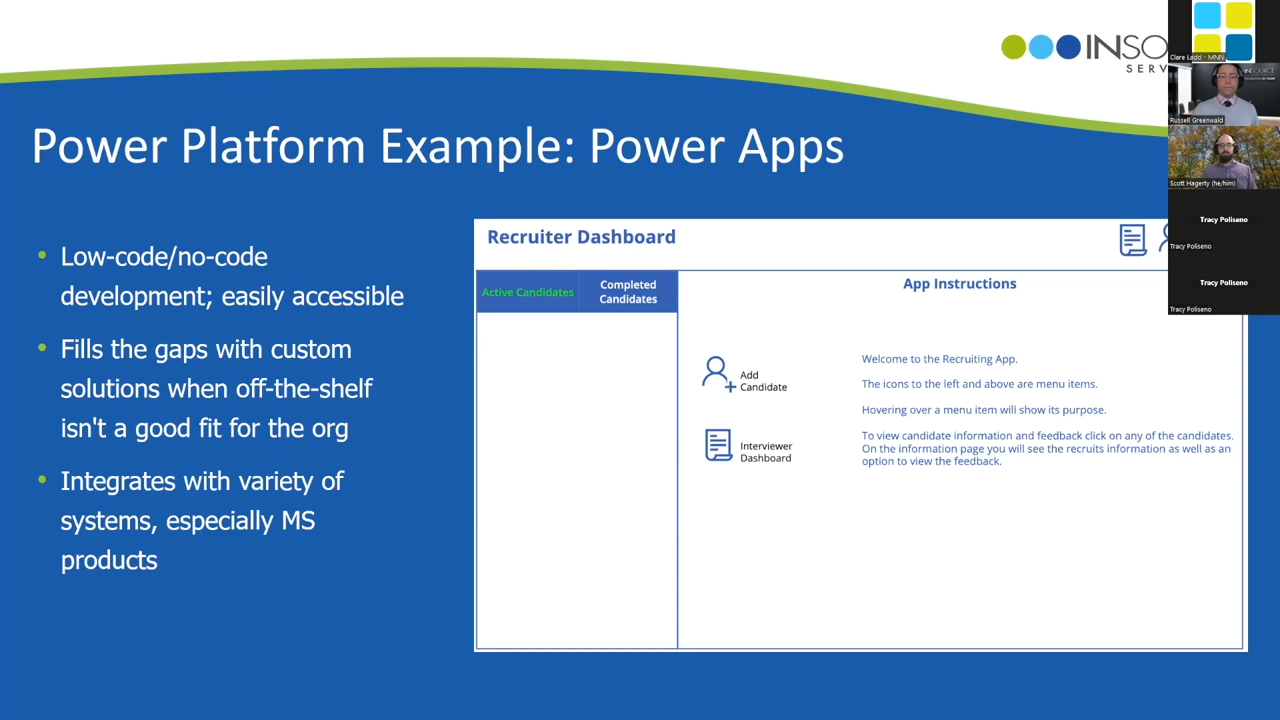 INSO
SERV
Clare Ladd - MNN
Russell Greenwald
Scott Hagerty (he/him)
Tracy Poliseno
Tracy Poliseno
Tracy Poliseno
Tracy Poliseno
Power Platform Example: Power Apps
• Low-code/no-code
development; easily accessible
• Fills the gaps with custom
solutions when off-the-shelf
isn't a good fit for the org
• Integrates with variety of
systems, especially MS
products
Recruiter Dashboard
Active Candidates
Completed
Candidates
App Instructions
Add
Candidate
Interviewer
Dashboard
Welcome to the Recruiting App.
The icons to the left and above are menu items.
Hovering over a menu item will show its purpose.
To view candidate information and feedback click on any of the candidates.
On the information page you will see the recruits information as well as an
option to view the feedback.